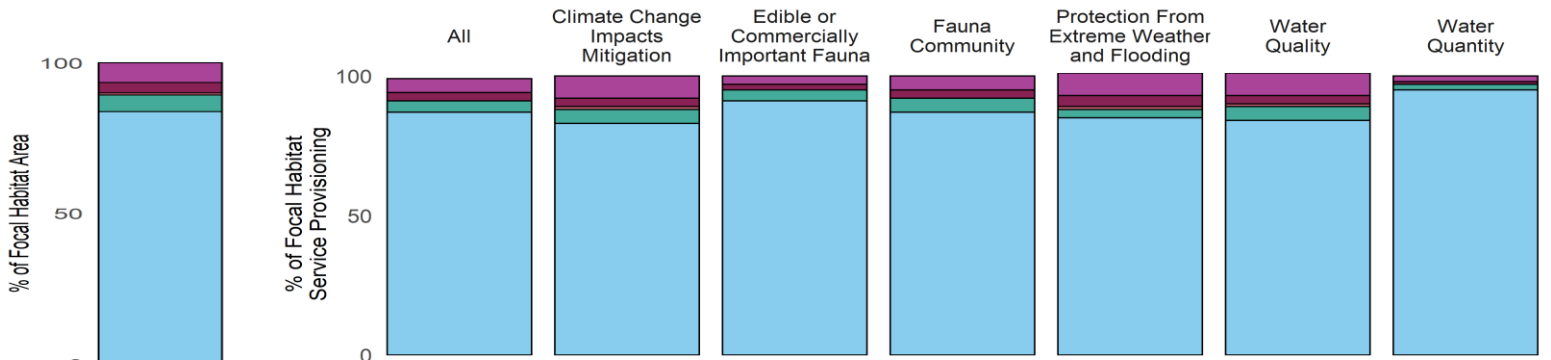 % of Focal Habitat Area
100
50
% of Focal Habitat
Service Provisioning
100
50
0
All
Climate Change
Impacts
Mitigation
Edible or
Commercially
Important Fauna
Fauna
Community
Protection From
Extreme Weather
and Flooding
Water
Quality
Water
Quantity